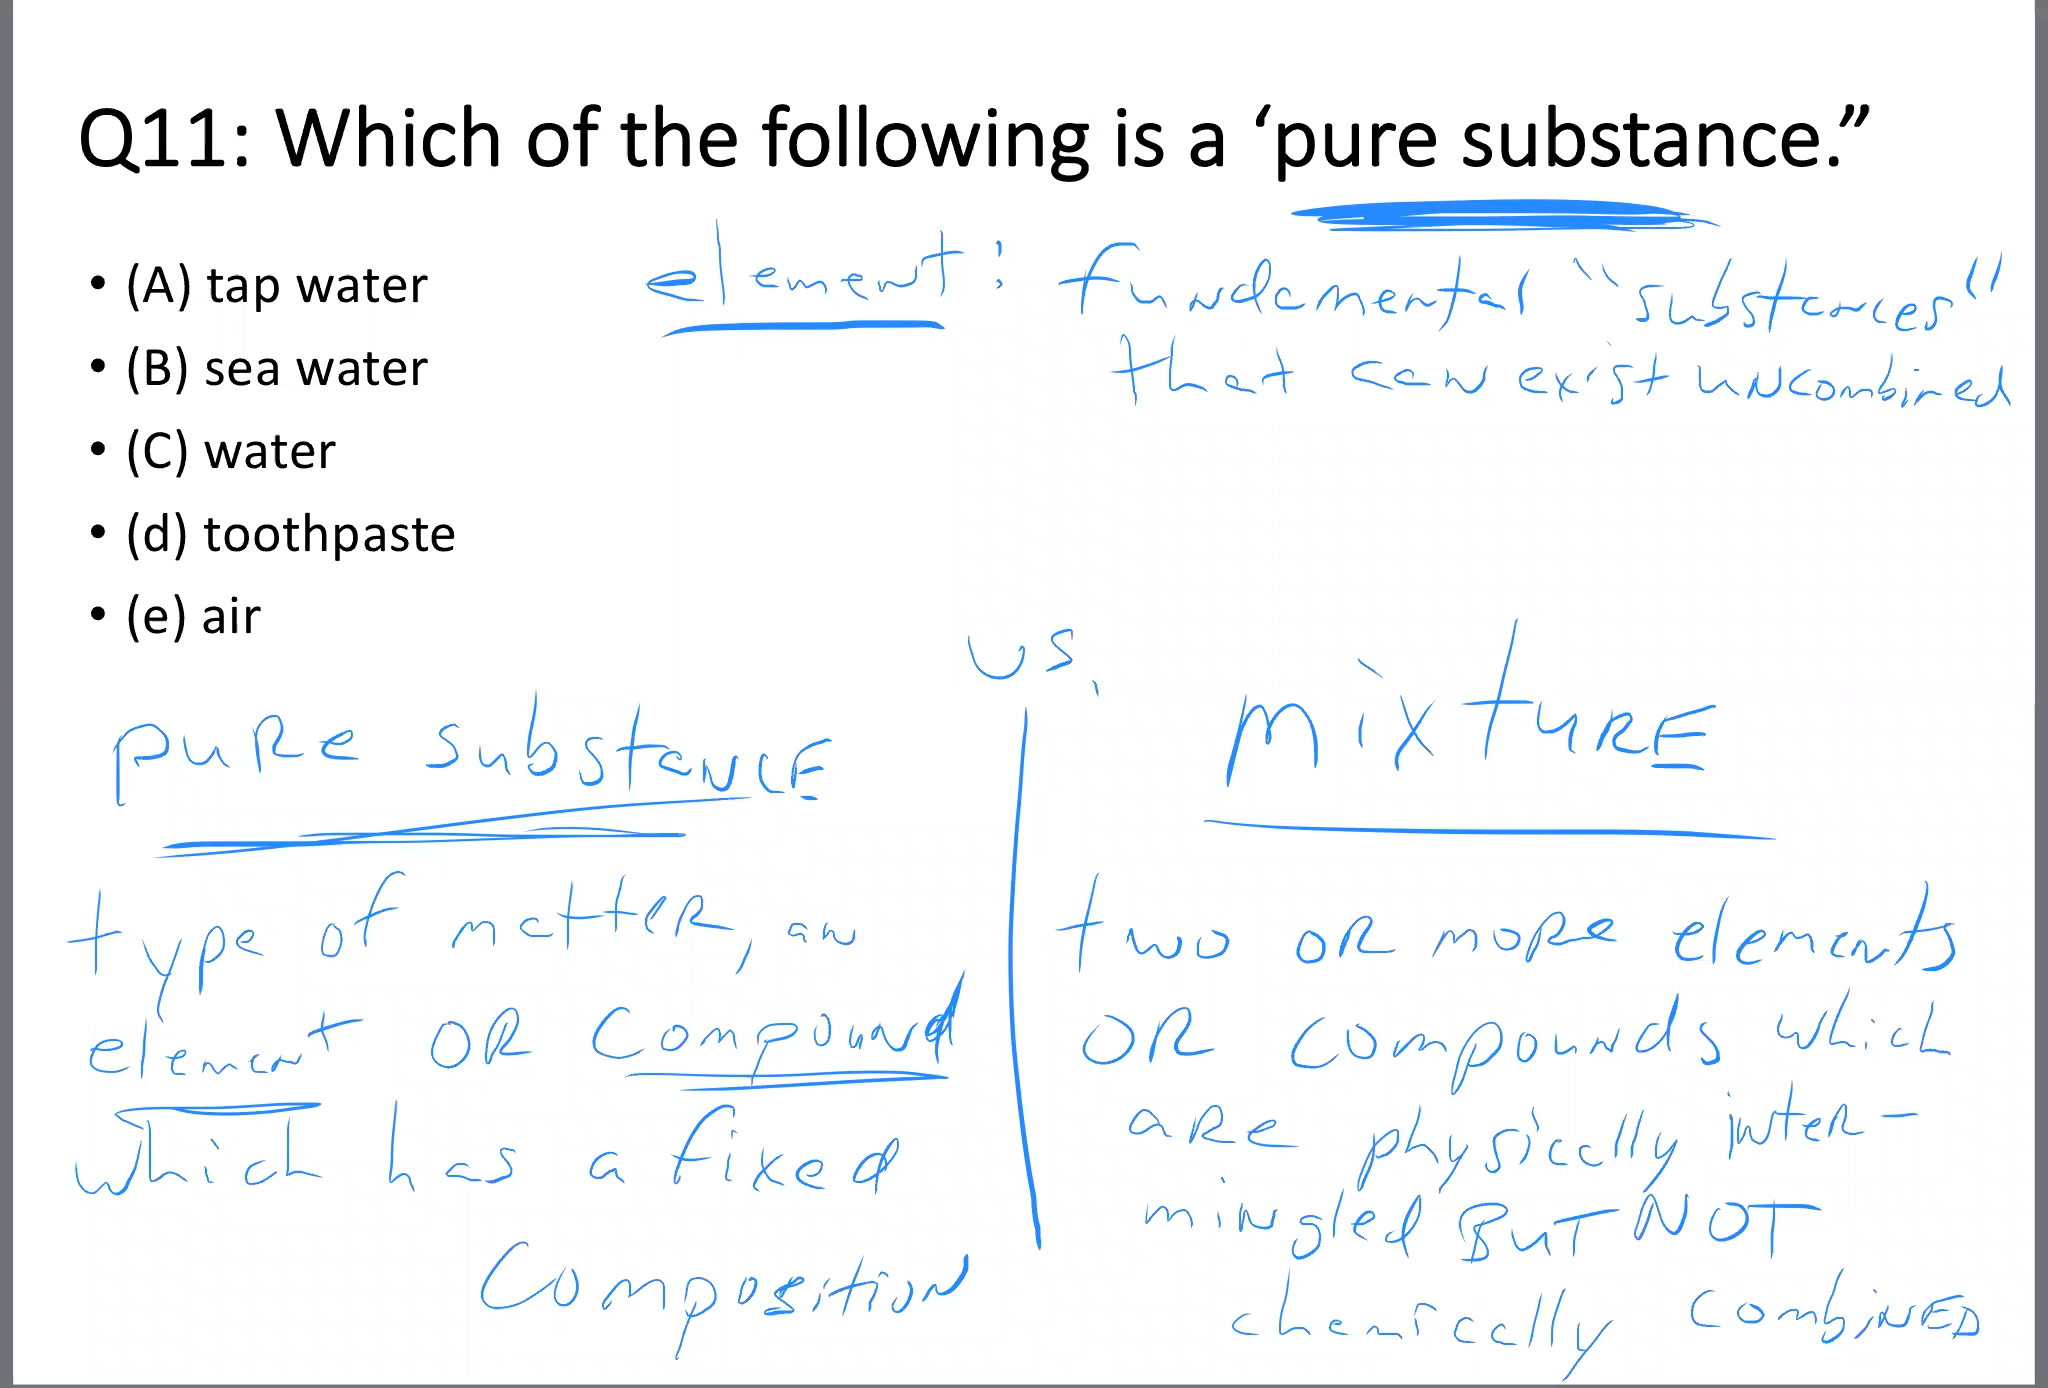 Q11: Which of the following is a ‘pure substance.”
• (A) tap water
• (B) sea water
• (C) water
• (d) toothpaste
• (e) air
element: fundamental "substances"
that can exist uncombined
pure substance
vs.
mixture
type of matter, an
element or compound
which has a fixed
composition
two or more elements
or compounds which
are physically inter-
mingled BUT NOT
chemically combined